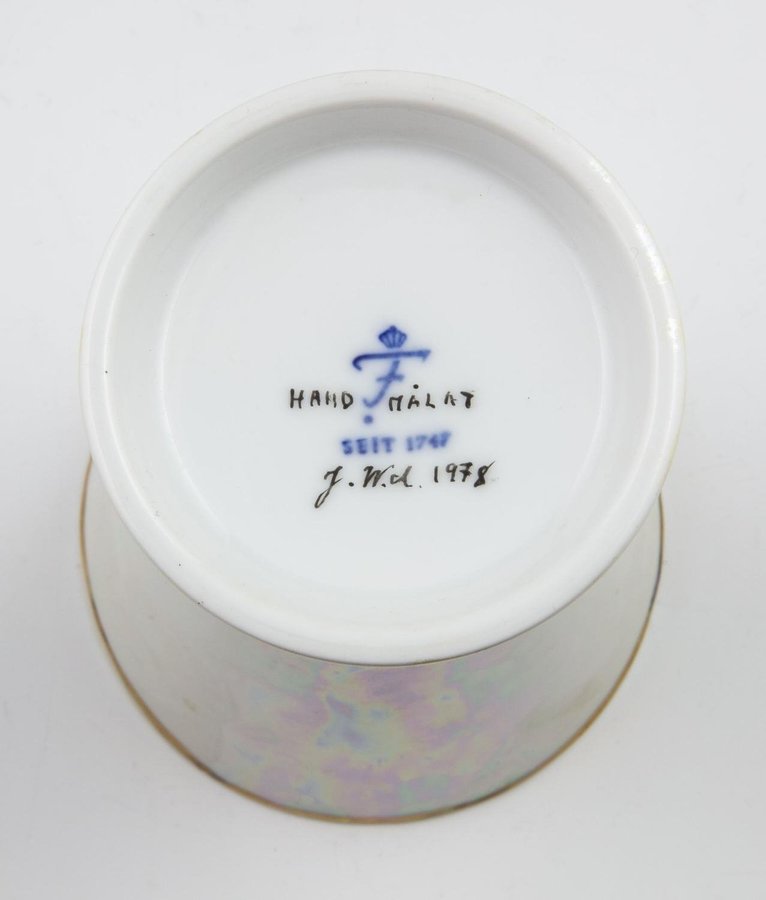 F
HAND MÅLAT
SEIT 1747
J. W.d. 1978